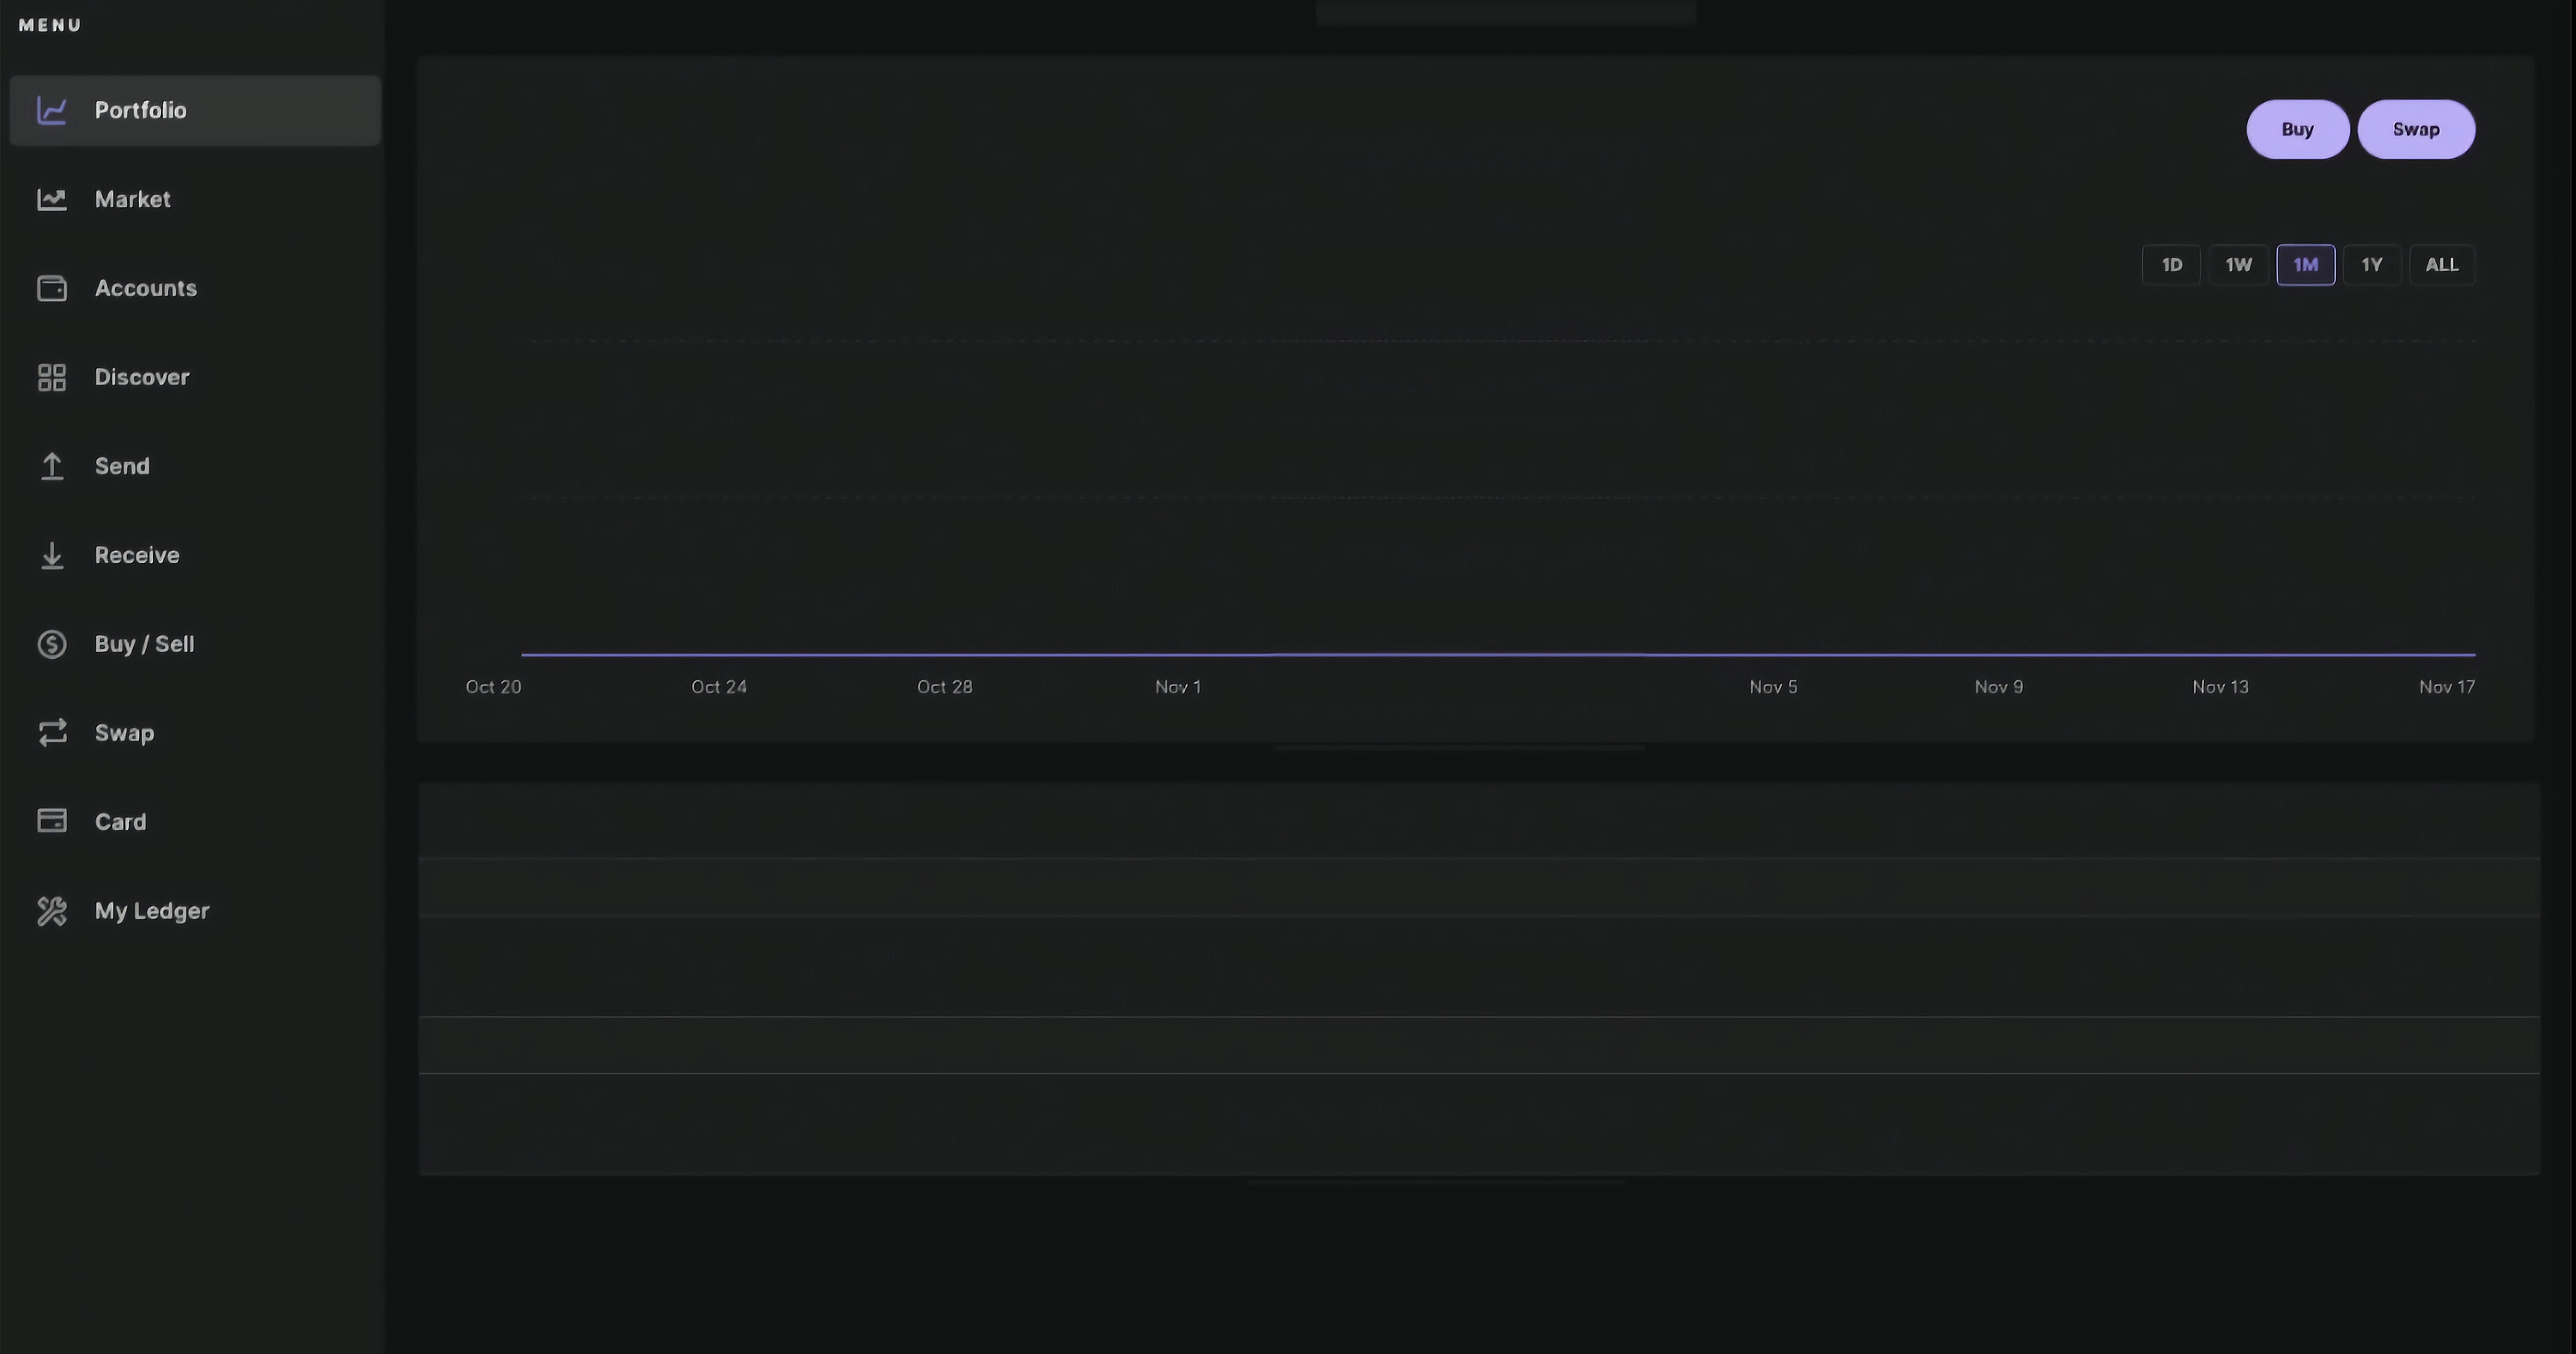 MENU
Portfolio
Market
Accounts
Discover
Send
Receive
Buy / Sell
Swap
Card
My Ledger
Buy Swap
1D 1W 1M 1Y ALL
Oct 20 Oct 24 Oct 28 Nov 1 Nov 5 Nov 9 Nov 13 Nov 17